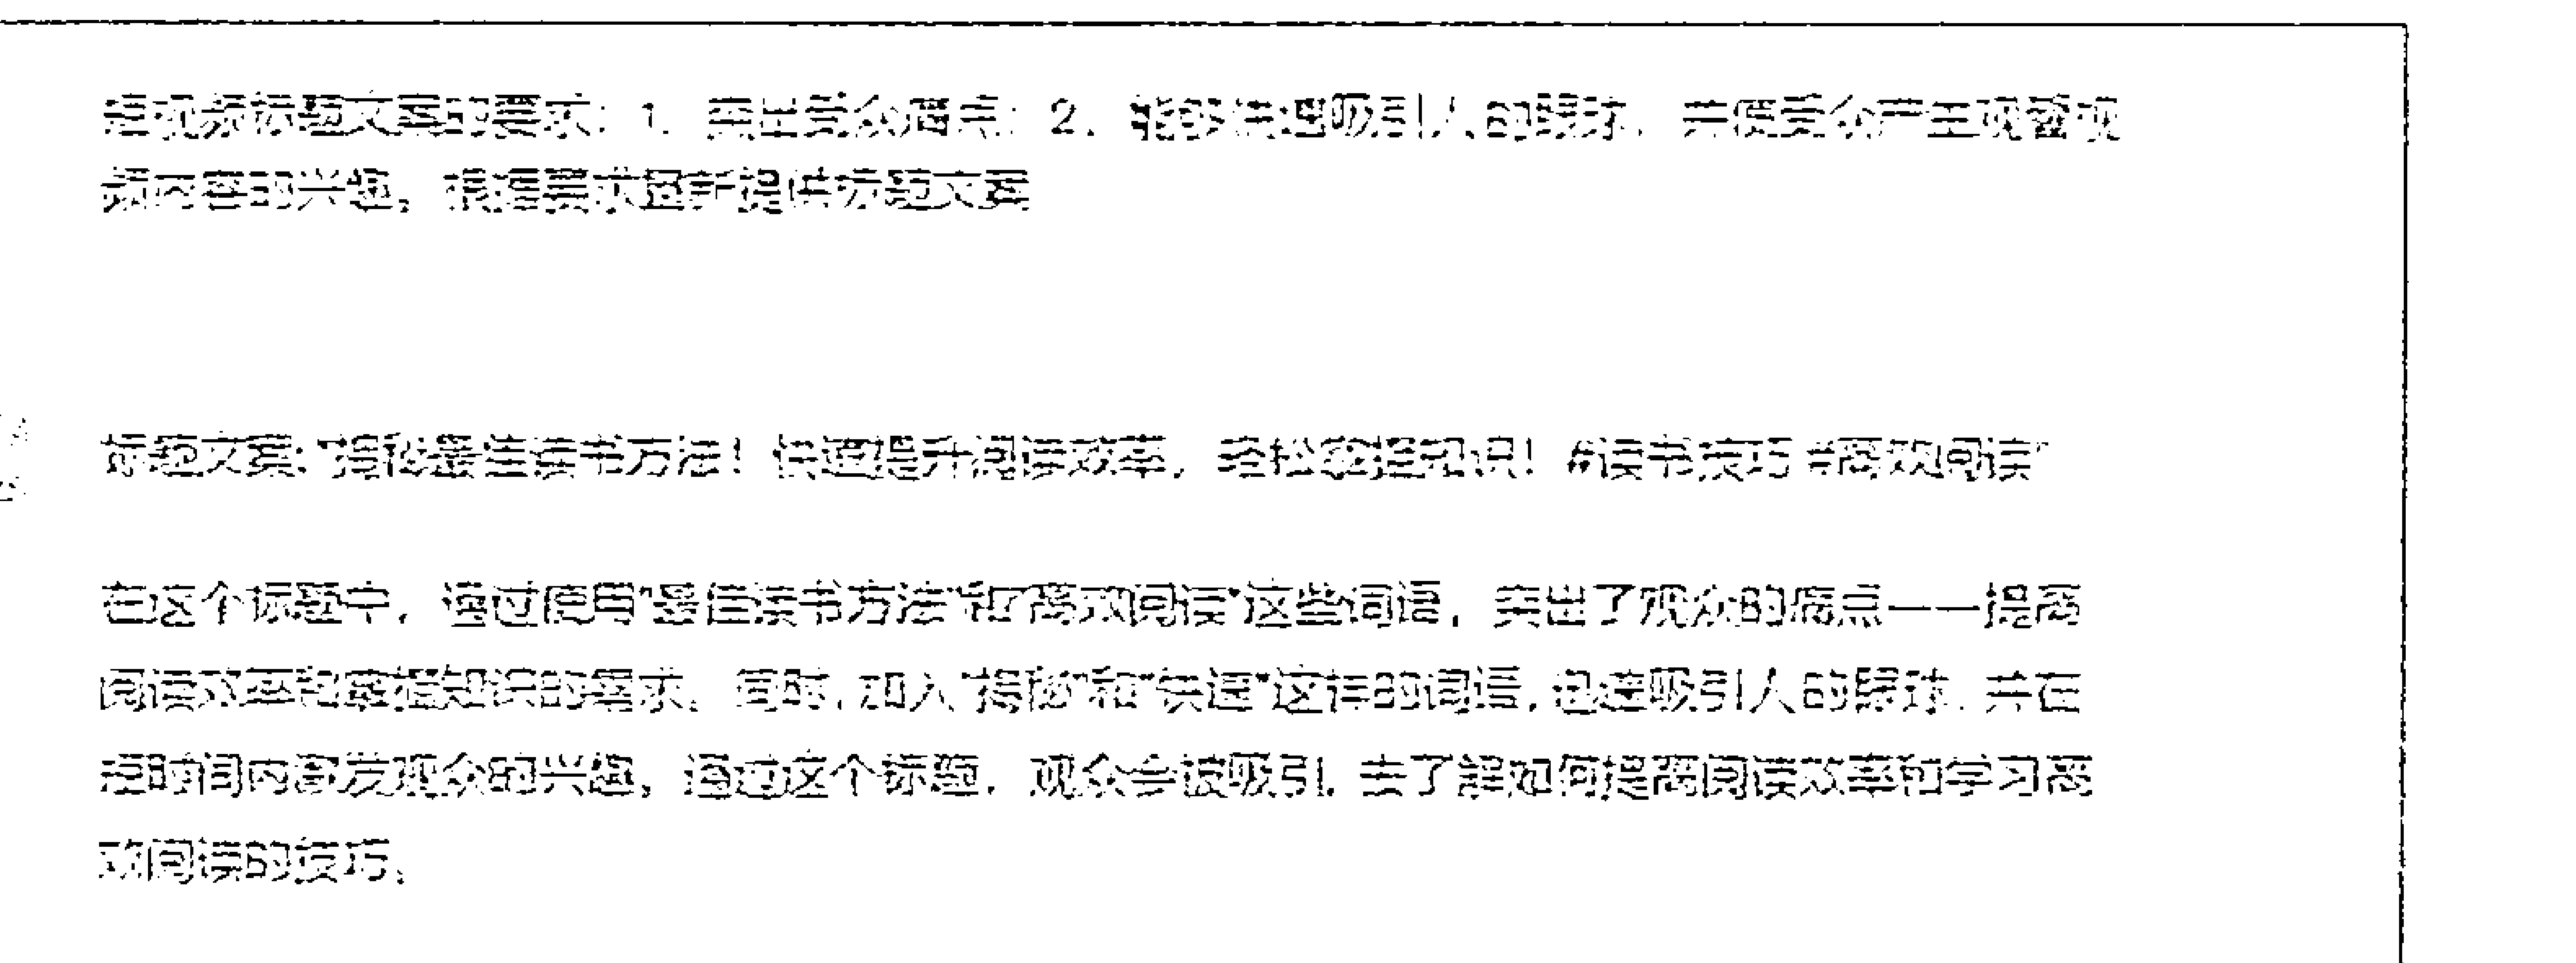 短视频标题文案的要求：1. 突出受众痛点；2. 能够快速吸引人的眼球，并使受众产生观看视
频内容的兴趣。根据要求重新提供标题文案
标题文案："揭秘最佳读书方法！快速提升阅读效率，轻松掌握知识！#读书技巧 #高效阅读"
在这个标题中，通过使用"最佳读书方法"和"高效阅读"这些词语，突出了观众的痛点——提高
阅读效率和掌握知识的需求。同时，加入"揭秘"和"快速"这样的词语，迅速吸引人的眼球，并在
短时间内激发观众的兴趣。通过这个标题，观众会被吸引，去了解如何提高阅读效率和学习高
效阅读的技巧。